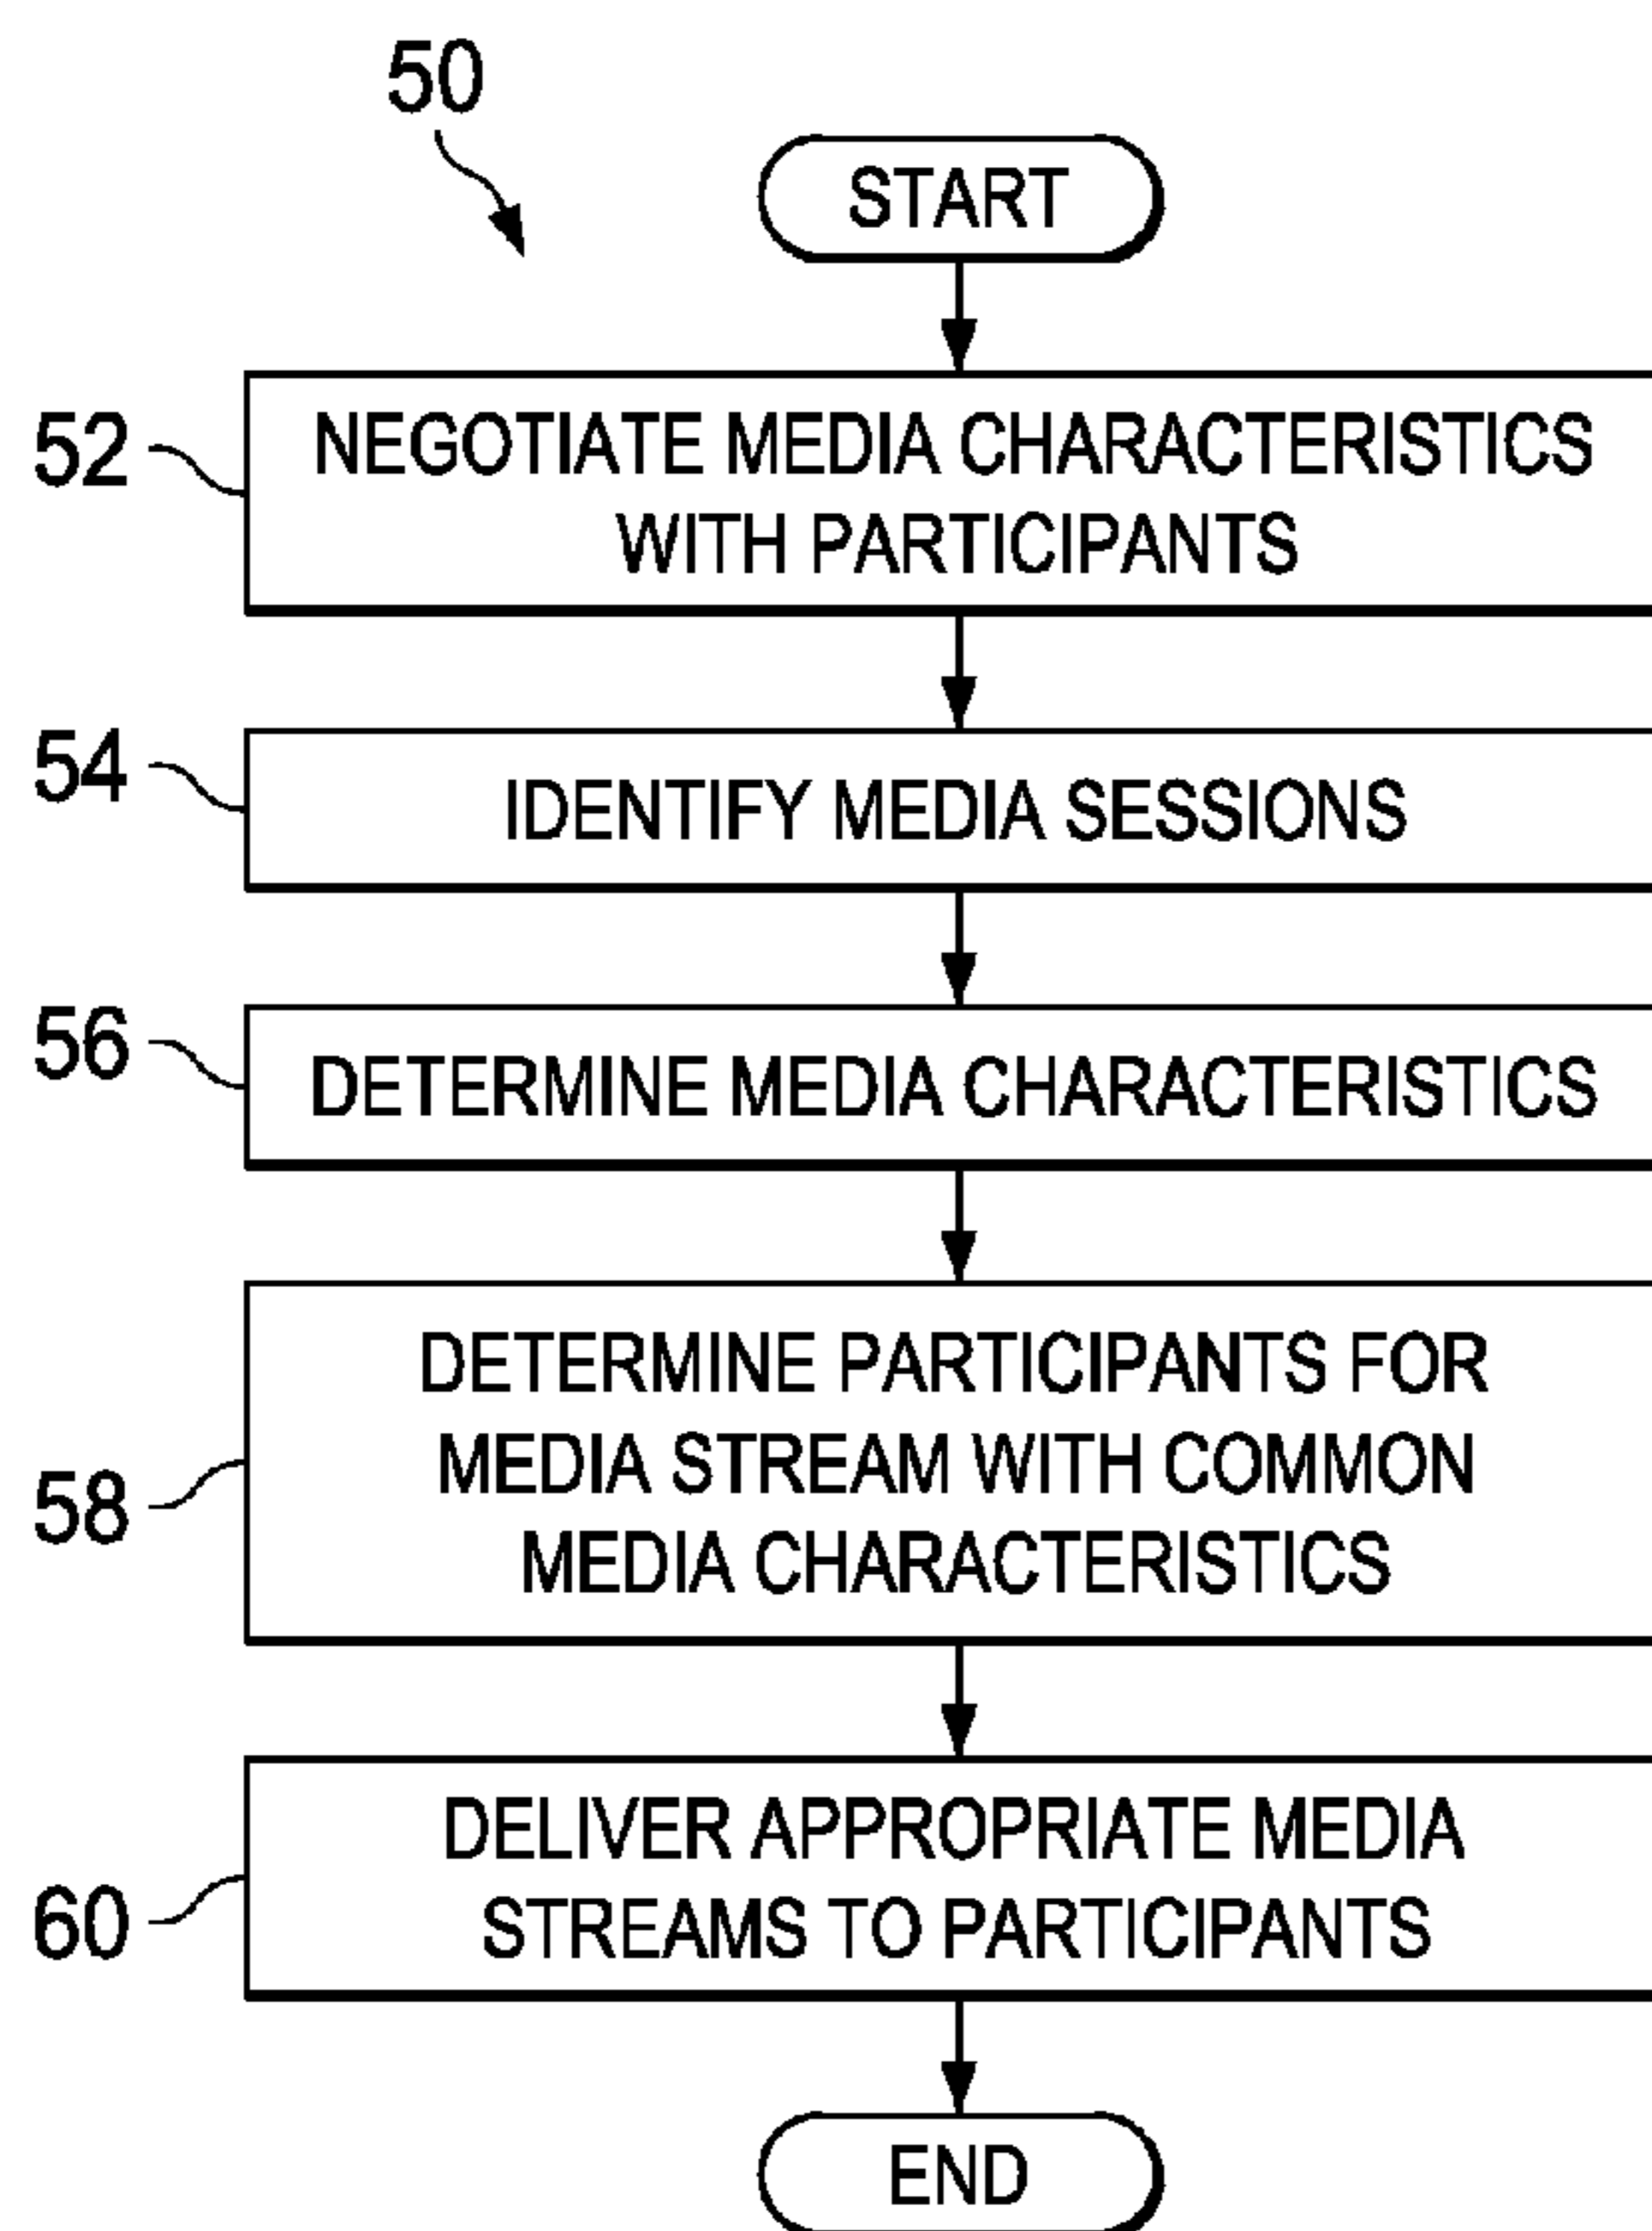 50
START
52
NEGOTIATE MEDIA CHARACTERISTICS
WITH PARTICIPANTS
54
IDENTIFY MEDIA SESSIONS
56
DETERMINE MEDIA CHARACTERISTICS
58
DETERMINE PARTICIPANTS FOR
MEDIA STREAM WITH COMMON
MEDIA CHARACTERISTICS
60
DELIVER APPROPRIATE MEDIA
STREAMS TO PARTICIPANTS
END